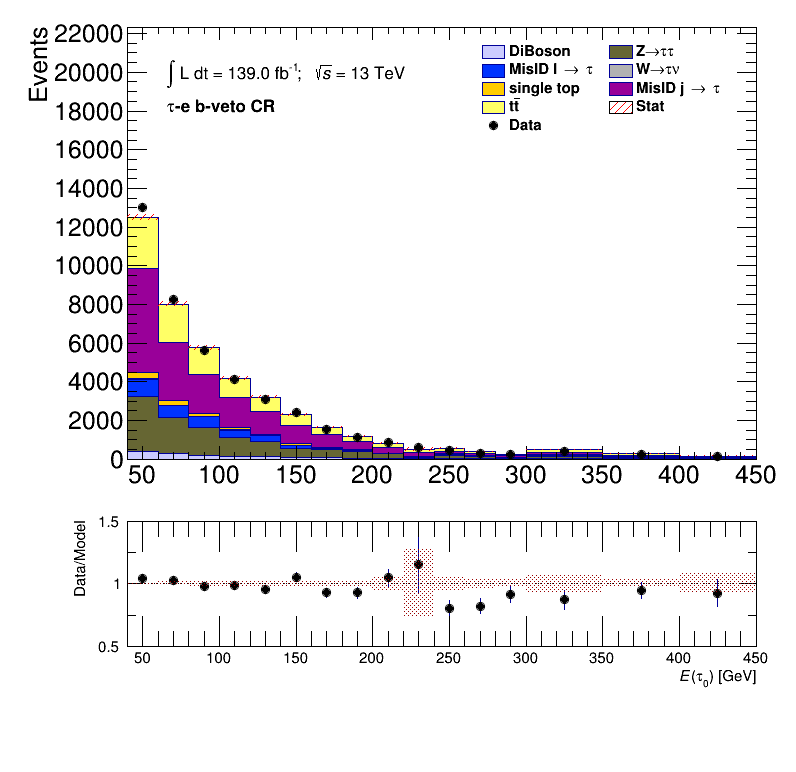 Events
22000
20000
18000
16000
14000
12000
10000
8000
6000
4000
2000
0
∫ L dt = 139.0 fb⁻¹; √s = 13 TeV
τ-e b-veto CR
DiBoson
MisID l → τ
single top
tt̄
Data
Z→ττ
W→τν
MisID j → τ
Stat
50 100 150 200 250 300 350 400 450
Data/Model
1.5
1
0.5
50 100 150 200 250 300 350 400 450
E(τ₀) [GeV]